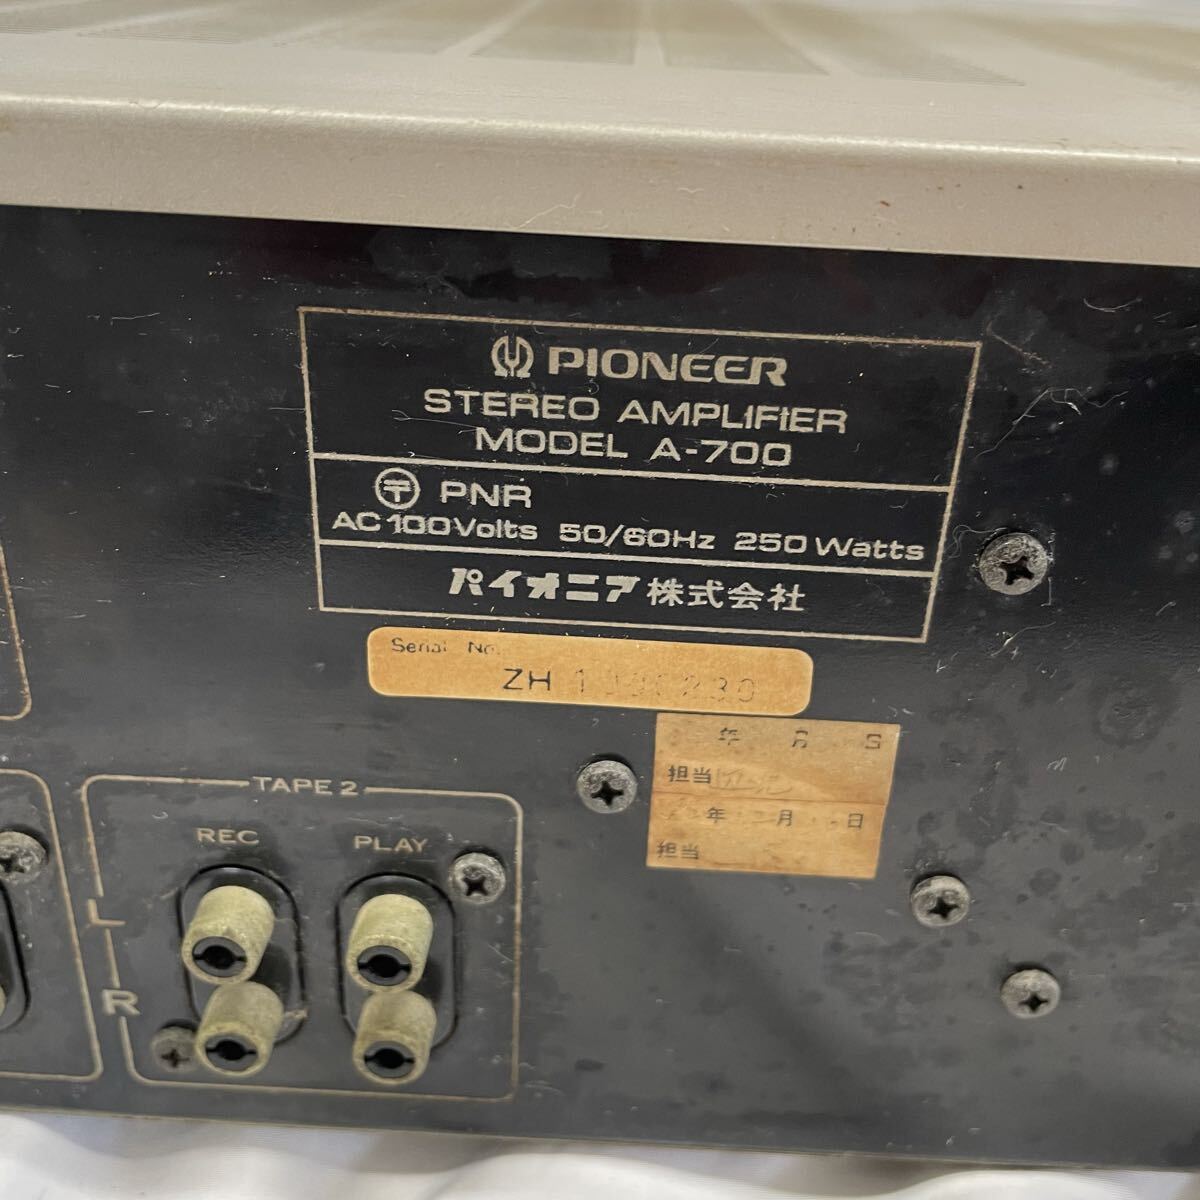 PIONEER
STEREO AMPLIFIER
MODEL A-700
〒 PNR
AC 100Volts 50/60Hz 250 Watts
パイオニア株式会社
Serial No.
ZH
年 月 日
担当
年 月 日
担当
TAPE 2
REC PLAY
L
R